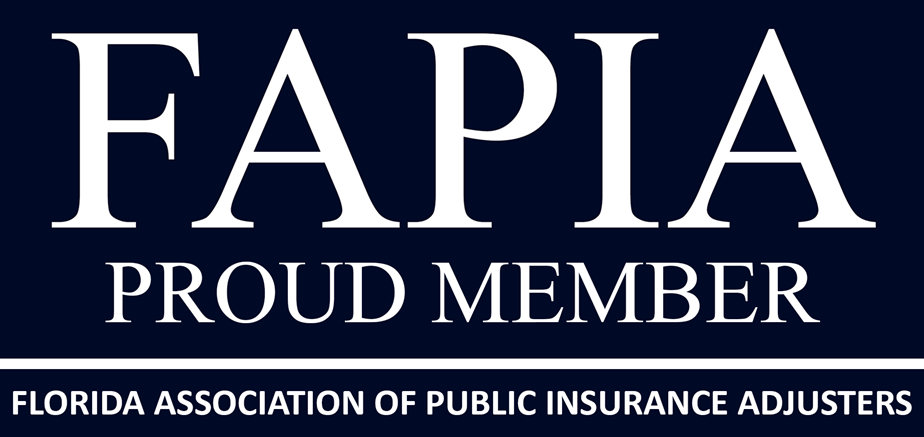 FAPIA
PROUD MEMBER
FLORIDA ASSOCIATION OF PUBLIC INSURANCE ADJUSTERS